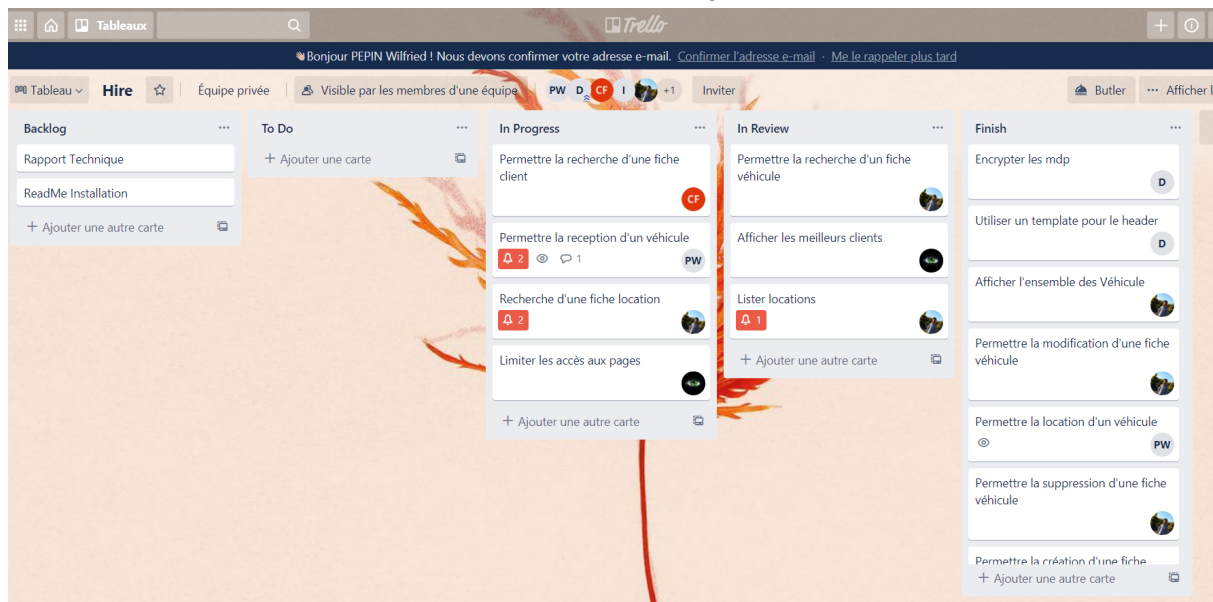 Tableaux
Trello
Bonjour PEPIN Wilfried ! Nous devons confirmer votre adresse e-mail. Confirmer l'adresse e-mail · Me le rappeler plus tard
Tableau
Hire
Équipe privée
Visible par les membres d'une équipe
PW
D
CF
I
+1
Inviter
Butler
... Afficher l
Backlog
...
Rapport Technique
ReadMe Installation
+ Ajouter une autre carte
To Do
...
+ Ajouter une carte
In Progress
...
Permettre la recherche d'une fiche
client
CF
Permettre la reception d'un véhicule
2
1
PW
Recherche d'une fiche location
2
Limiter les accès aux pages
+ Ajouter une autre carte
In Review
...
Permettre la recherche d'un fiche
véhicule
Afficher les meilleurs clients
Lister locations
1
+ Ajouter une autre carte
Finish
...
Encrypter les mdp
D
Utiliser un template pour le header
D
Afficher l'ensemble des Véhicule
Permettre la modification d'une fiche
véhicule
Permettre la location d'un véhicule
PW
Permettre la suppression d'une fiche
véhicule
Permettre la création d'une fiche
+ Ajouter une autre carte